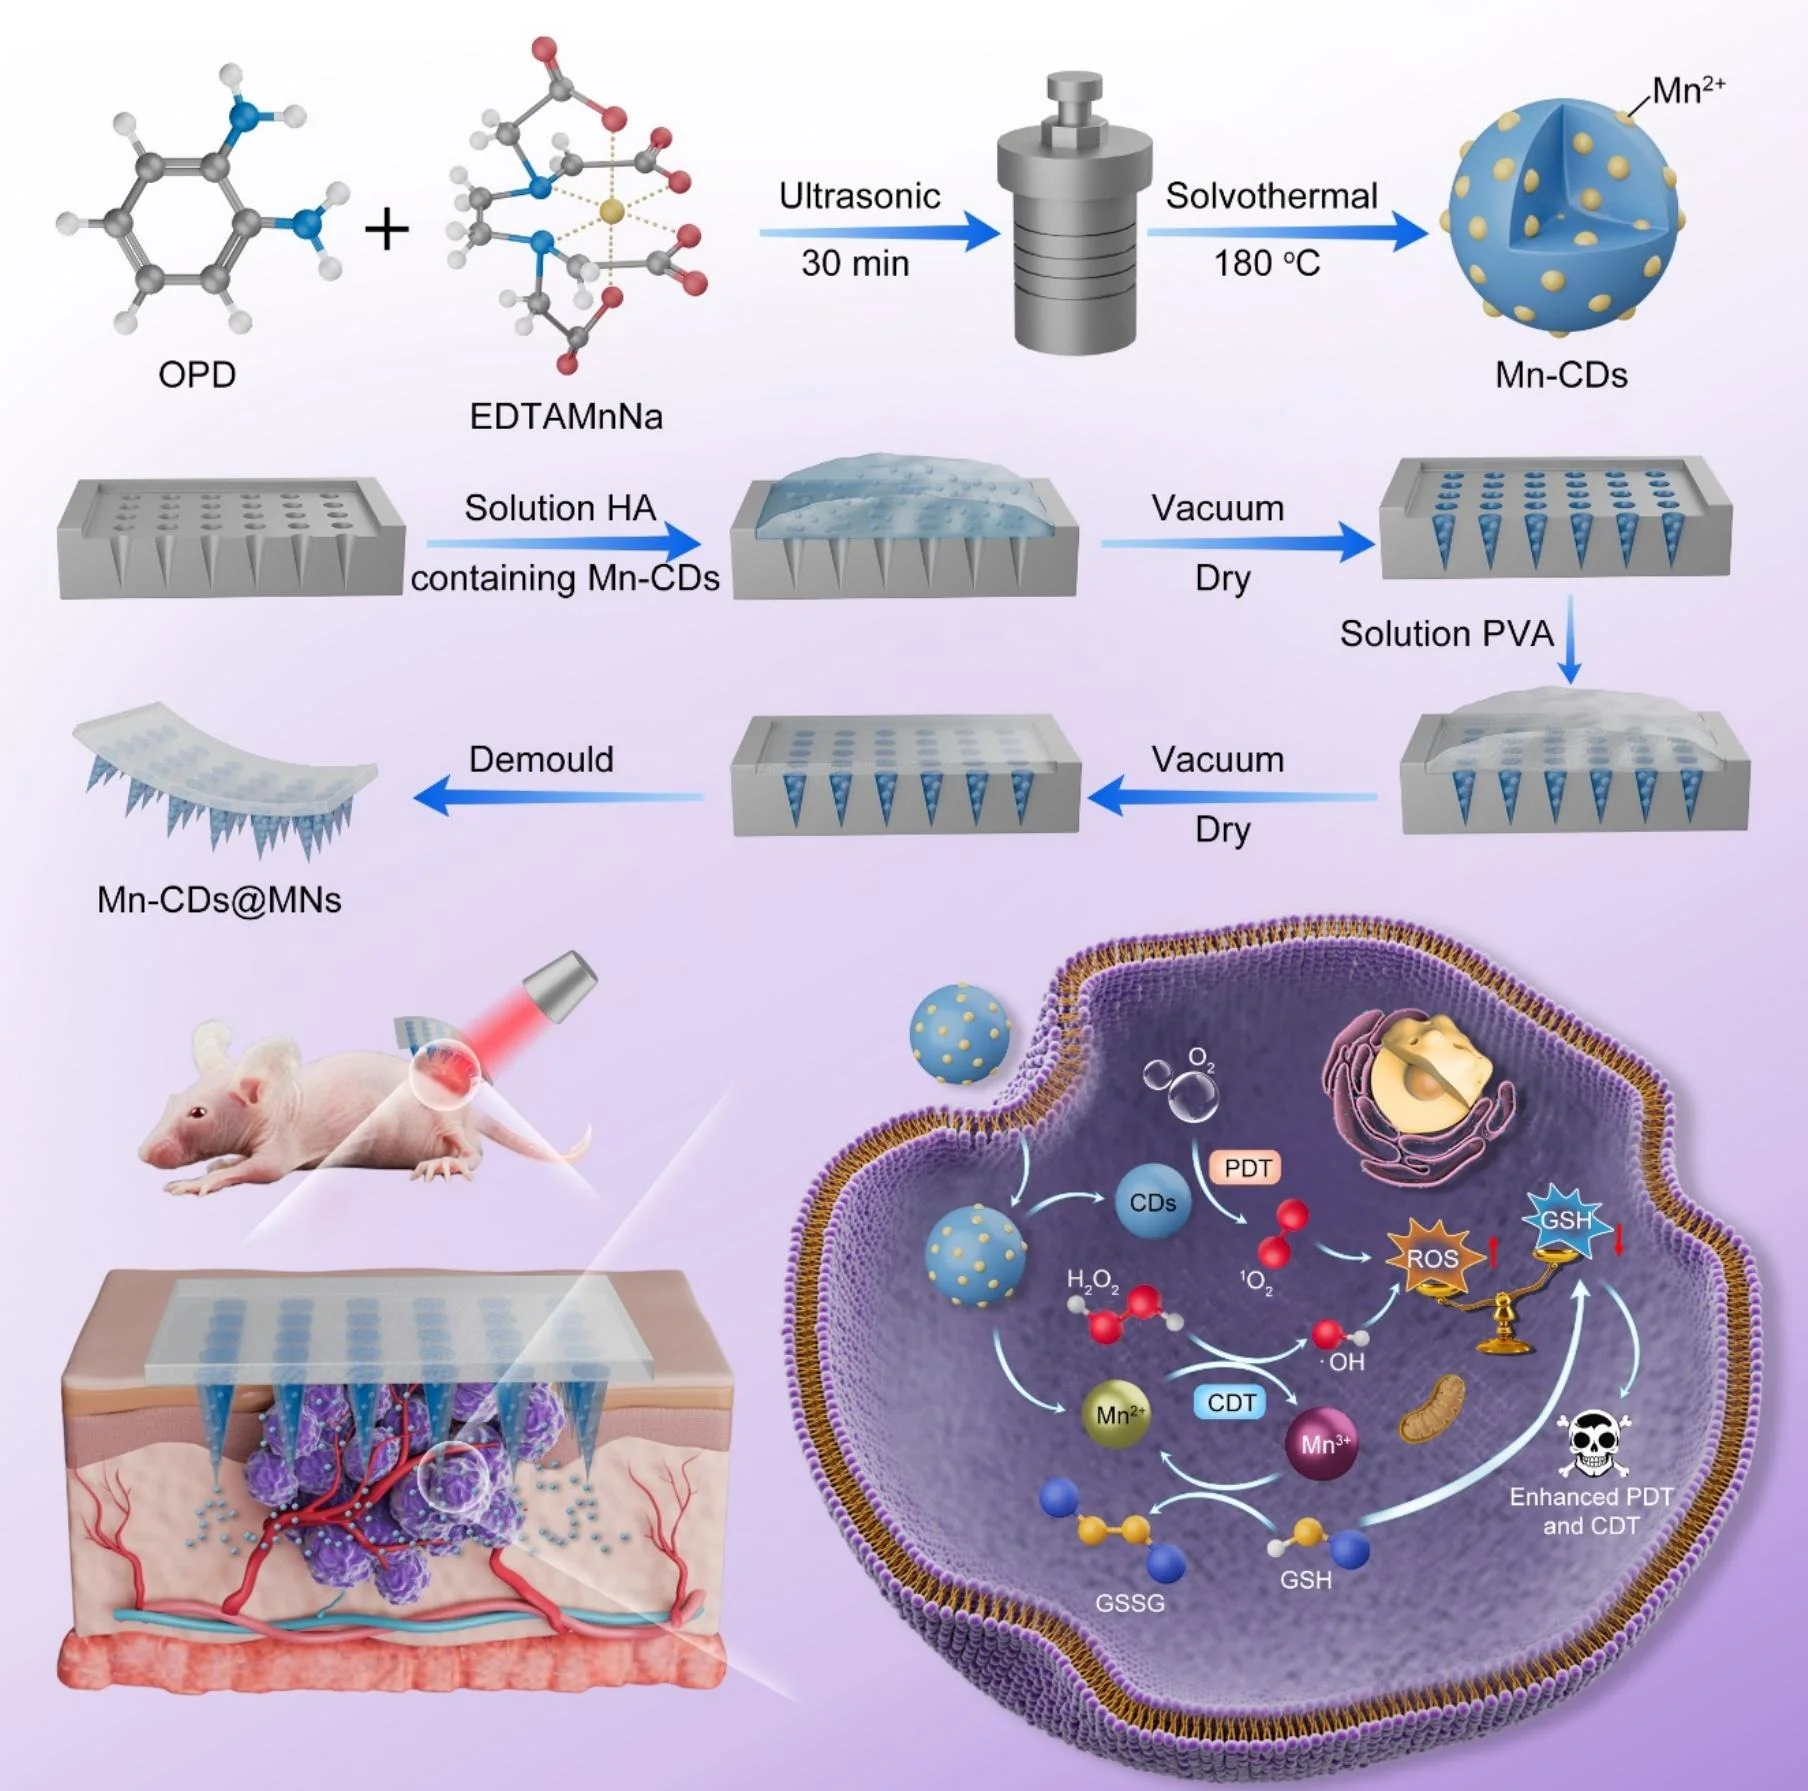 Mn²⁺
Ultrasonic
30 min
Solvothermal
180 °C
+
OPD
EDTAMnNa
Mn-CDs
Solution HA
containing Mn-CDs
Vacuum
Dry
Solution PVA
Vacuum
Dry
Demould
Mn-CDs@MNs
O₂
PDT
CDs
¹O₂
ROS
GSH
H₂O₂
·OH
Mn²⁺
CDT
Mn³⁺
Enhanced PDT
and CDT
GSSG
GSH